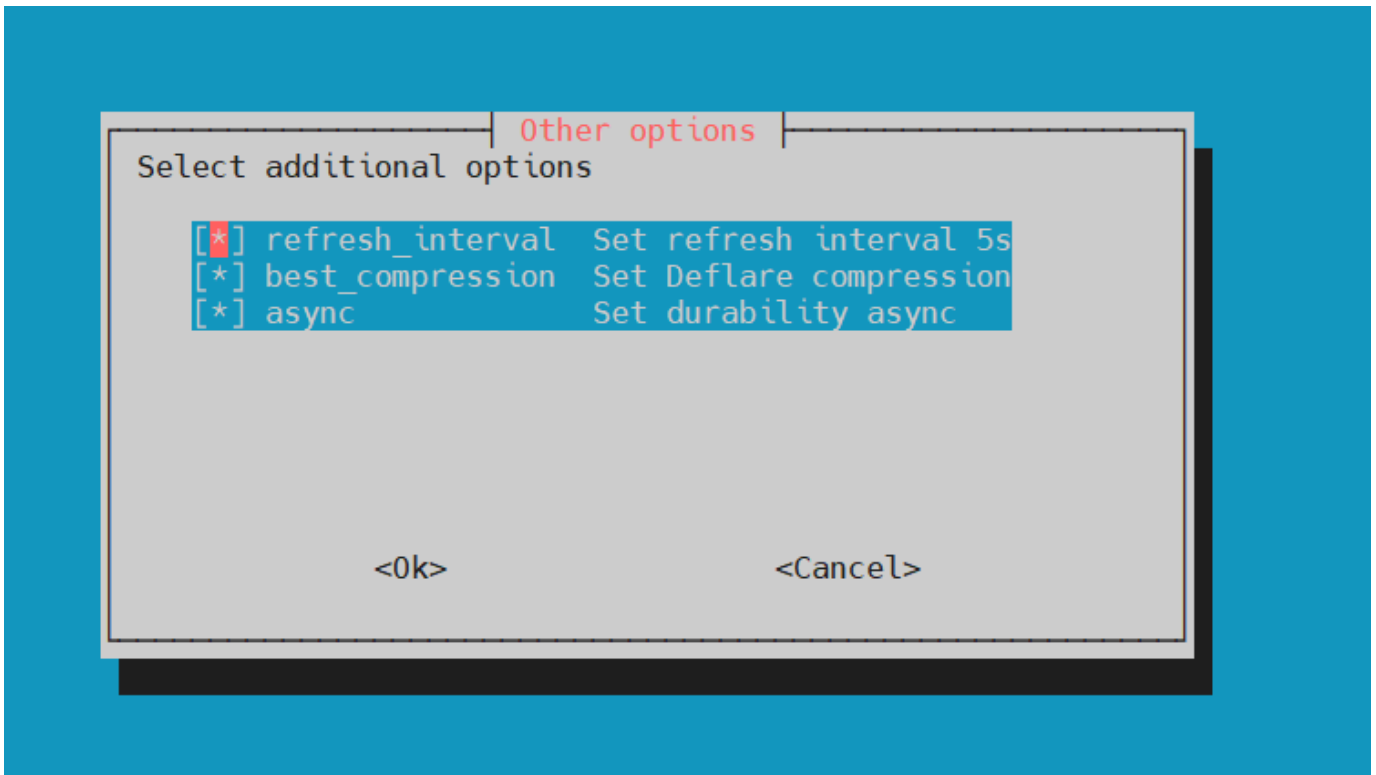 Other options
Select additional options
[*] refresh_interval  Set refresh interval 5s
[*] best_compression  Set Deflare compression
[*] async             Set durability async
<Ok>                  <Cancel>